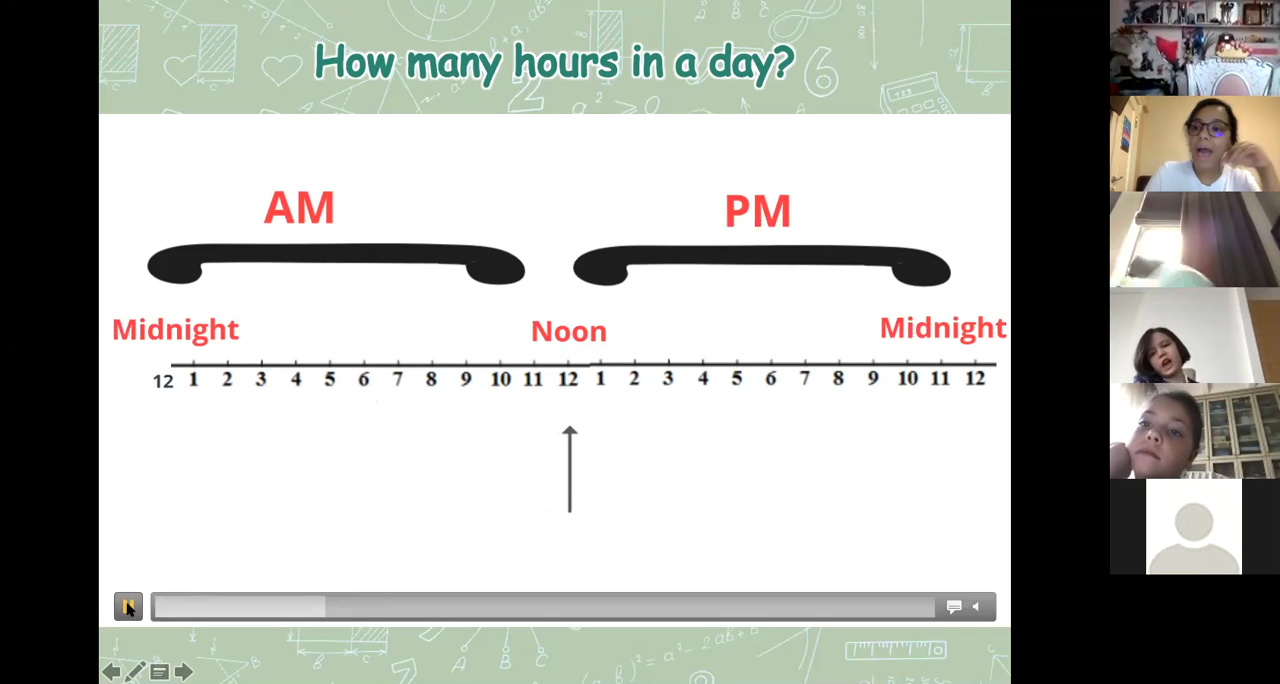 How many hours in a day?
AM PM
Midnight Noon Midnight
12 1 2 3 4 5 6 7 8 9 10 11 12 1 2 3 4 5 6 7 8 9 10 11 12